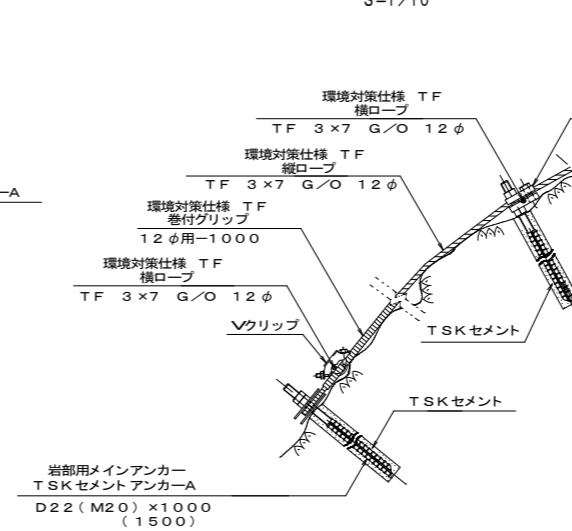 環境対策仕様 TF
横ロープ
TF 3×7 G/O 12φ
環境対策仕様 TF
縦ロープ
TF 3×7 G/O 12φ
ーA
環境対策仕様 TF
巻付グリップ
12φ用ー1000
環境対策仕様 TF
横ロープ
TF 3×7 G/O 12φ
Vクリップ
TSKセメント
TSKセメント
岩部用メインアンカー
TSKセメントアンカーA
D22(M20)×1000
(1500)